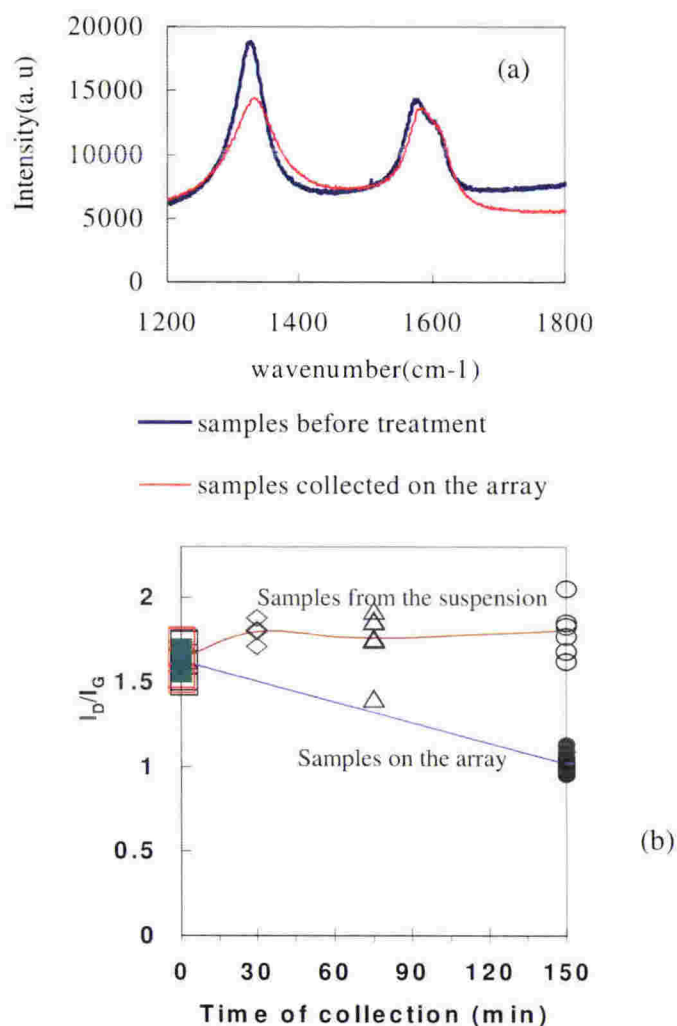 20000
(a)
15000
10000
5000
0
Intensity(a. u)
1200 1400 1600 1800
wavenumber(cm-1)
samples before treatment
samples collected on the array
2
Samples from the suspension
1.5
I_D/I_G
Samples on the array
1
(b)
0.5
0
0 30 60 90 120 150
Time of collection (min)